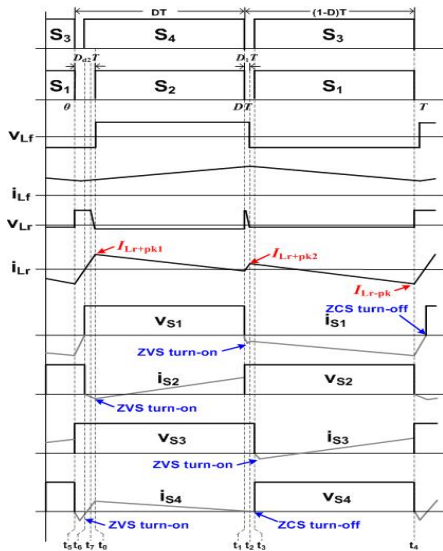 DT (1-D)T
S3 S4 S3
Dd2T D1T
S1 S2 S1
0 DT T
vLf
iLf
vLr
ILr+pk1 ILr+pk2
iLr
ILr-pk
ZCS turn-off
vS1 iS1
ZVS turn-on
iS2 vS2
ZVS turn-on
vS3 iS3
ZVS turn-on
iS4 vS4
ZVS turn-on ZCS turn-off
t5 t6 t7 t0 t1 t2 t3 t4